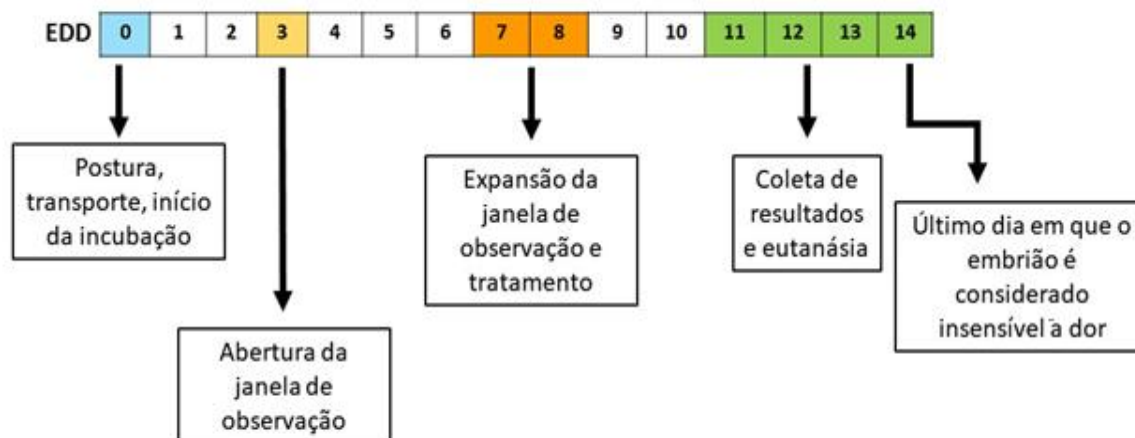 EDD 0 1 2 3 4 5 6 7 8 9 10 11 12 13 14
Postura,
transporte, início
da incubação
Abertura da
janela de
observação
Expansão da
janela de
observação e
tratamento
Coleta de
resultados
e eutanásia
Último dia em que o
embrião é
considerado
insensível a dor